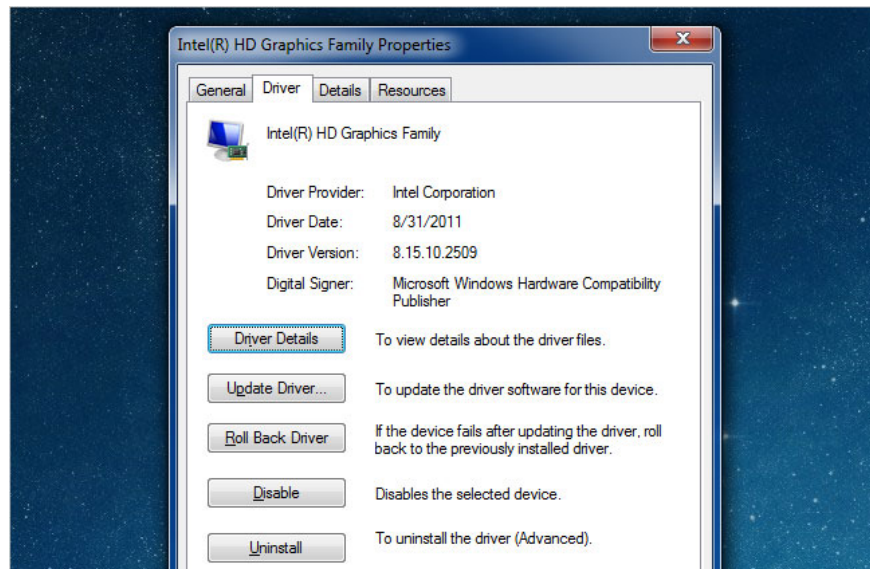 Intel(R) HD Graphics Family Properties
General Driver Details Resources
Intel(R) HD Graphics Family
Driver Provider: Intel Corporation
Driver Date: 8/31/2011
Driver Version: 8.15.10.2509
Digital Signer: Microsoft Windows Hardware Compatibility
Publisher
Driver Details To view details about the driver files.
Update Driver... To update the driver software for this device.
Roll Back Driver If the device fails after updating the driver, roll
back to the previously installed driver.
Disable Disables the selected device.
Uninstall To uninstall the driver (Advanced).